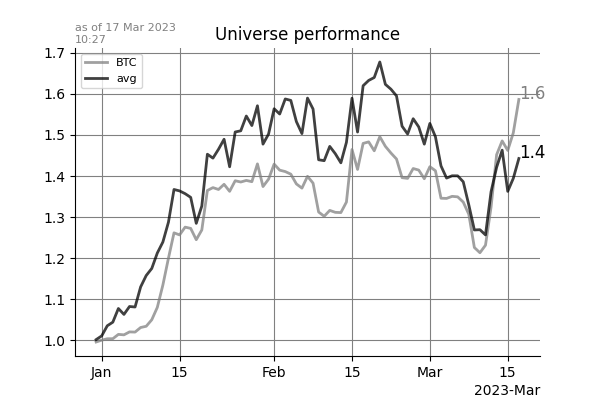 as of 17 Mar 2023
10:27
Universe performance
BTC
avg
1.7
1.6
1.5
1.4
1.3
1.2
1.1
1.0
1.6
1.4
Jan
15
Feb
15
Mar
15
2023-Mar